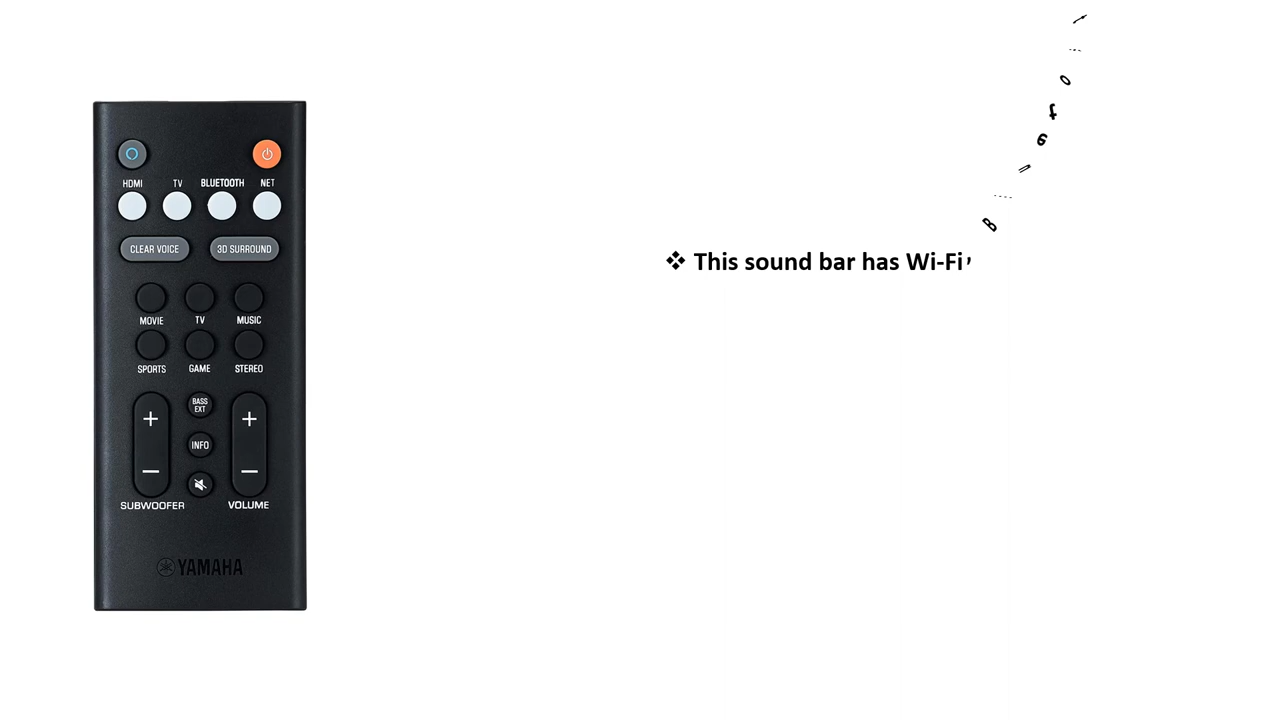 HDMI TV BLUETOOTH NET
CLEAR VOICE 3D SURROUND
MOVIE TV MUSIC
SPORTS GAME STEREO
BASS
EXT
INFO
SUBWOOFER VOLUME
YAMAHA
❖ This sound bar has Wi-Fi,